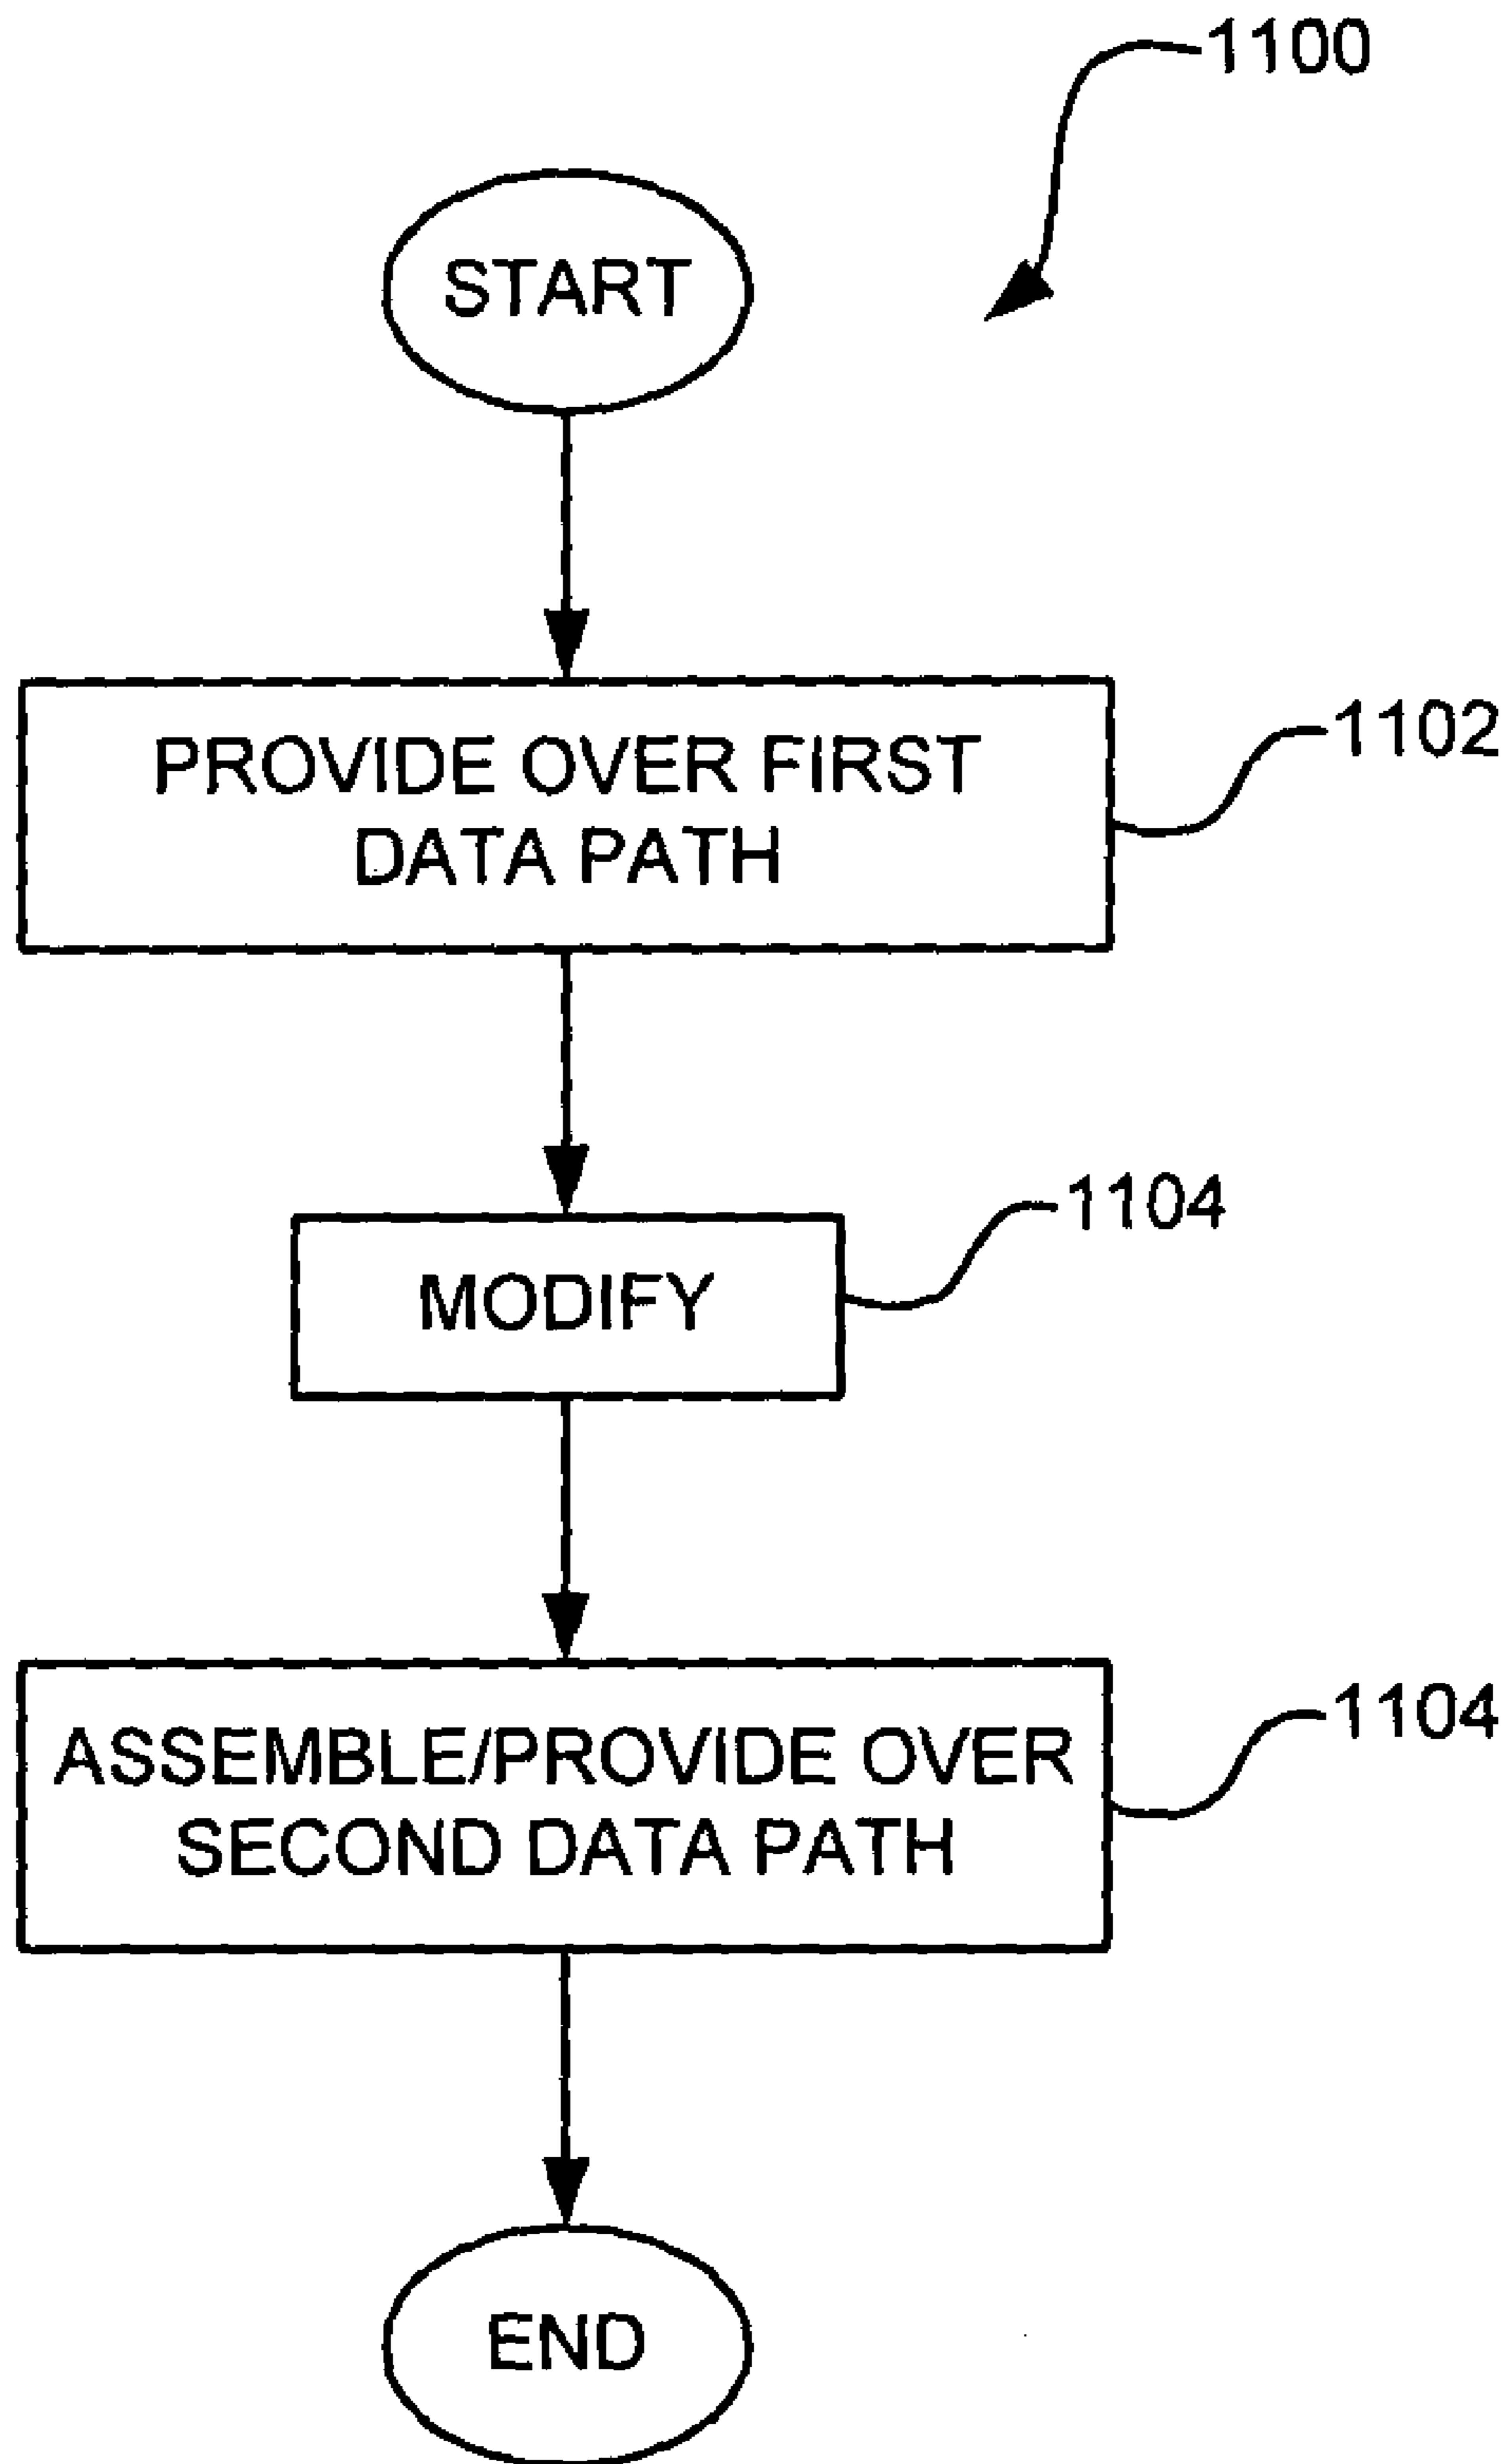 1100
START
PROVIDE OVER FIRST
DATA PATH
1102
MODIFY
1104
ASSEMBLE/PROVIDE OVER
SECOND DATA PATH
1104
END